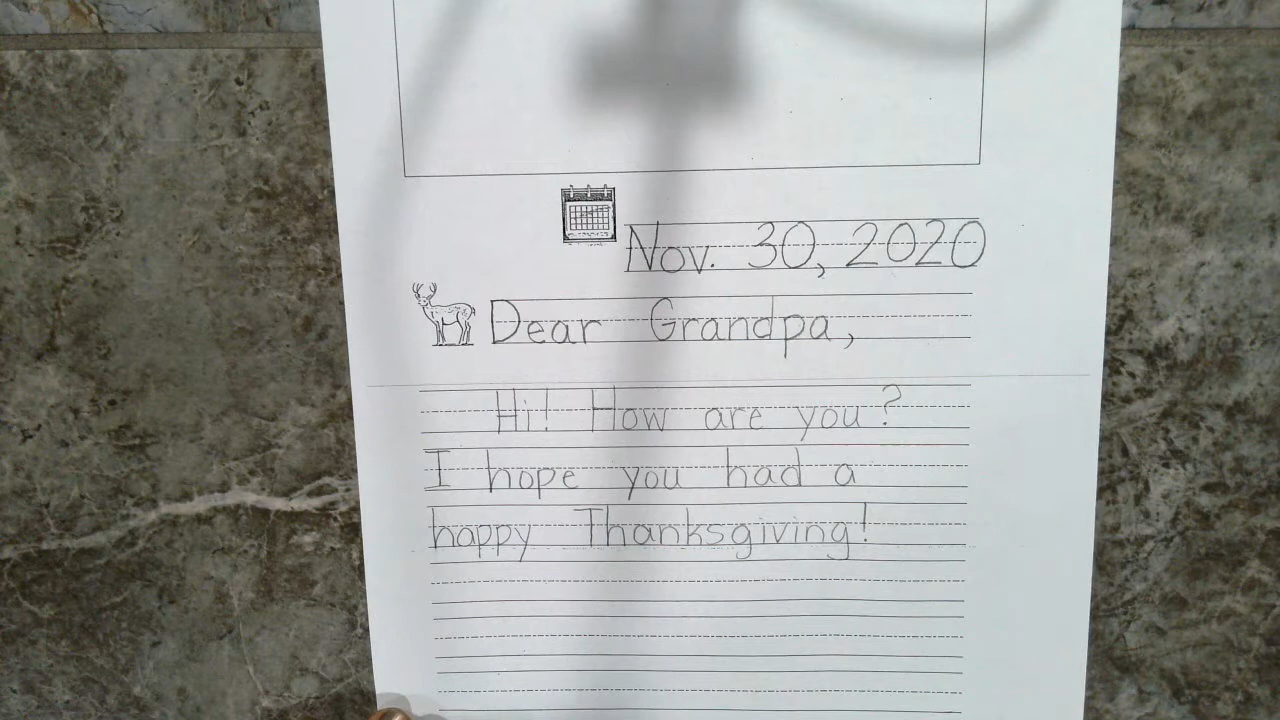 Nov. 30, 2020
Dear Grandpa,
Hi! How are you?
I hope you had a
happy Thanksgiving!